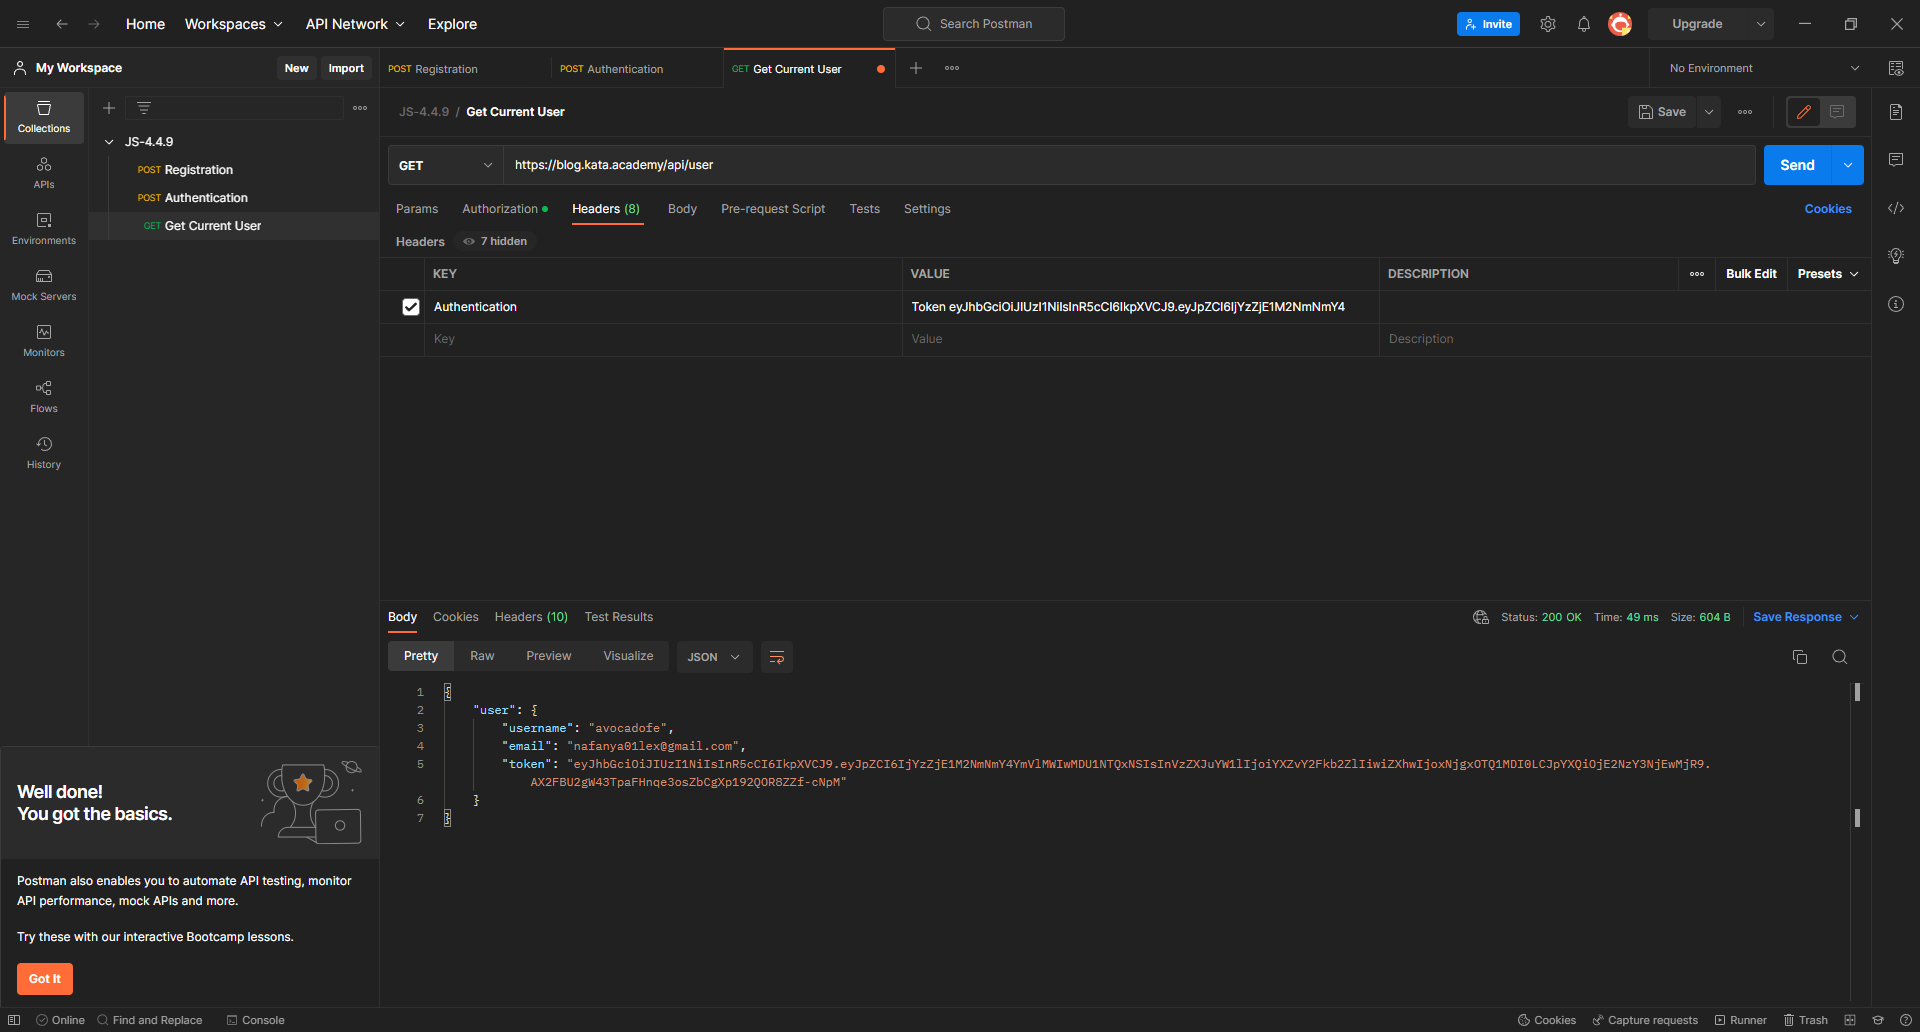 Home Workspaces API Network Explore Search Postman Invite Upgrade
My Workspace New Import POST Registration POST Authentication GET Get Current User No Environment
Collections
APIs
Environments
Mock Servers
Monitors
Flows
History
JS-4.4.9
POST Registration
POST Authentication
GET Get Current User
JS-4.4.9 / Get Current User Save
GET https://blog.kata.academy/api/user Send
Params Authorization Headers (8) Body Pre-request Script Tests Settings Cookies
Headers 7 hidden
KEY VALUE DESCRIPTION Bulk Edit Presets
Authentication Token eyJhbGciOiJIUzI1NiIsInR5cCI6IkpXVCJ9.eyJpZCI6IjYzZjE1M2NmNmY4
Key Value Description
Body Cookies Headers (10) Test Results Status: 200 OK Time: 49 ms Size: 604 B Save Response
Pretty Raw Preview Visualize JSON
1 {
2 "user": {
3 "username": "avocadofe",
4 "email": "nafanya01lex@gmail.com",
5 "token": "eyJhbGciOiJIUzI1NiIsInR5cCI6IkpXVCJ9.eyJpZCI6IjYzZjE1M2NmNmY4YmVlMWIwMDU1NTQxNSIsInVzZXJuYW1lIjoiYXZvY2Fkb2ZlIiwiZXhwIjoxNjgxOTQ1MDI0LCJpYXQiOjE2NzY3NjEwMjR9.
AX2FBU2gW43TpaFHnqe3osZbCgXp192QOR8ZZf-cNpM"
6 }
7 }
Well done!
You got the basics.
Postman also enables you to automate API testing, monitor
API performance, mock APIs and more.
Try these with our interactive Bootcamp lessons.
Got It
Online Find and Replace Console Cookies Capture requests Runner Trash